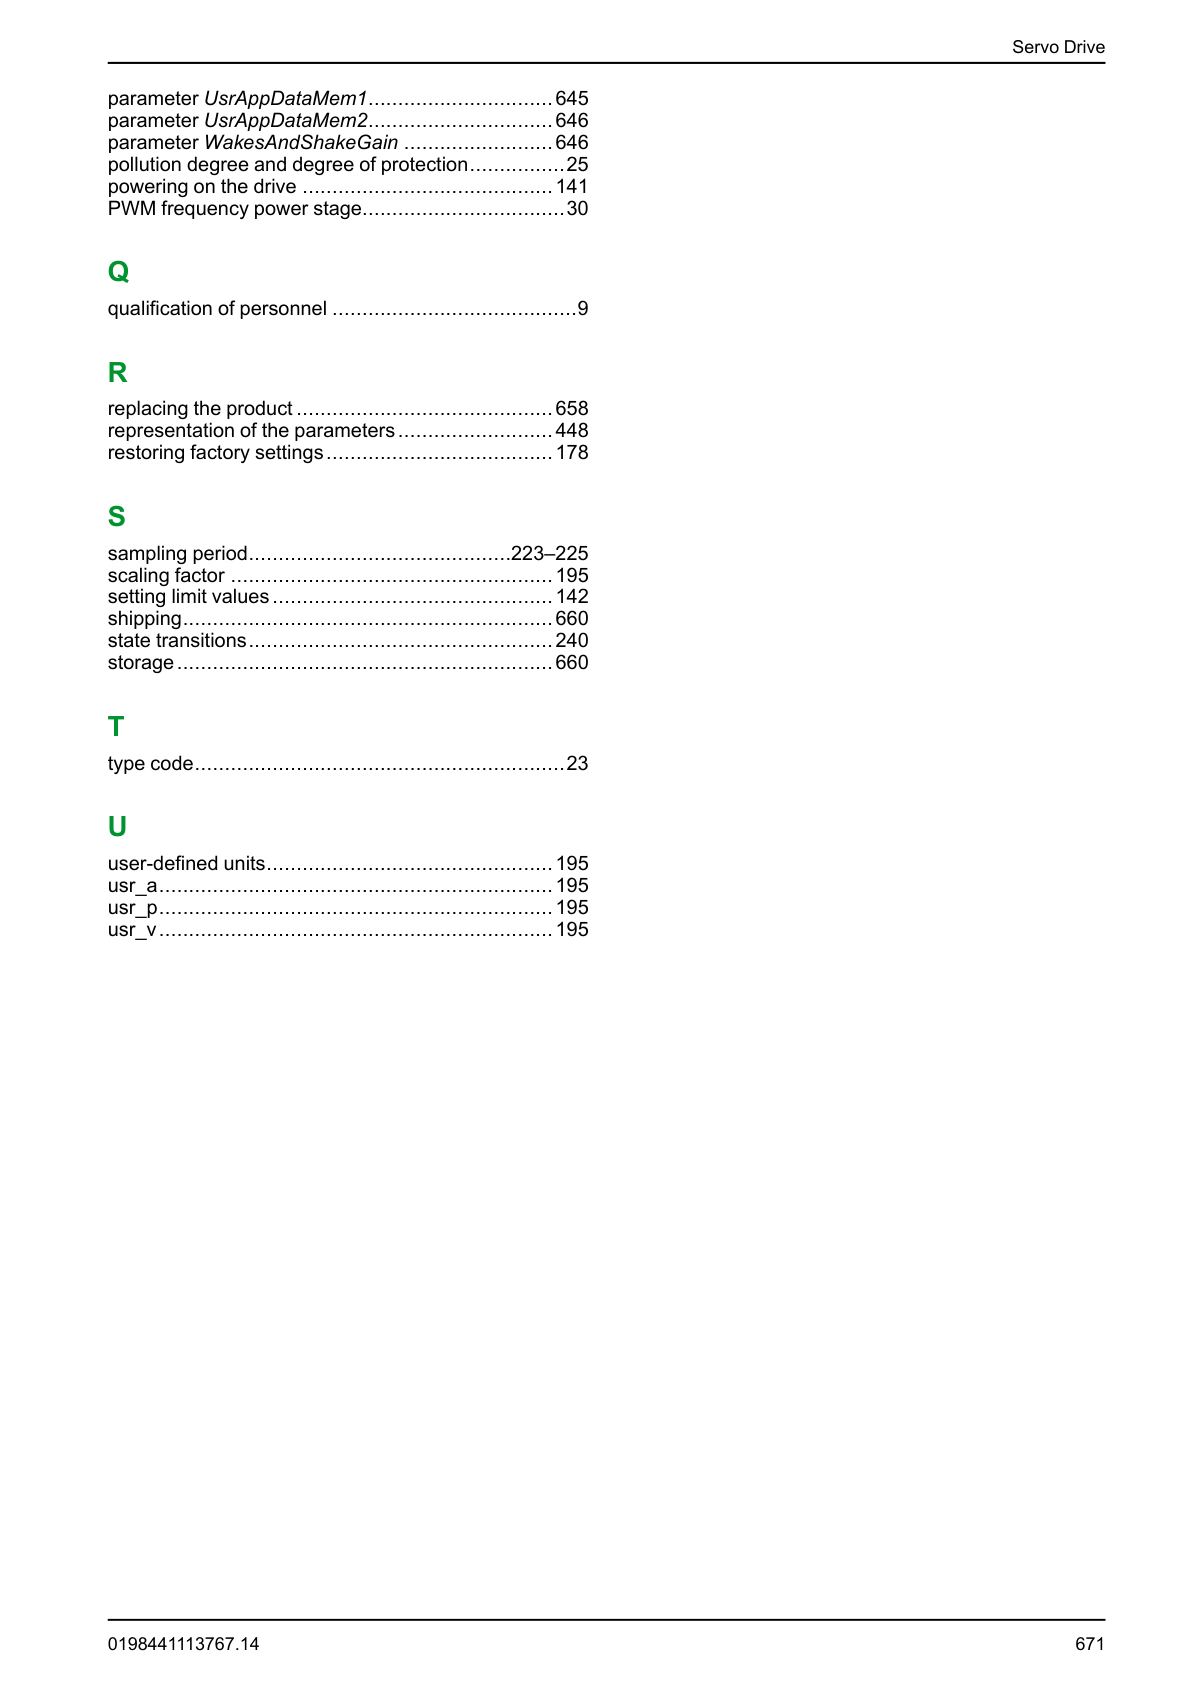 Servo Drive
parameter UsrAppDataMem1...............................645
parameter UsrAppDataMem2...............................646
parameter WakesAndShakeGain .........................646
pollution degree and degree of protection................25
powering on the drive ..........................................141
PWM frequency power stage..................................30
Q
qualification of personnel .........................................9
R
replacing the product ...........................................658
representation of the parameters..........................448
restoring factory settings......................................178
S
sampling period............................................223–225
scaling factor ......................................................195
setting limit values...............................................142
shipping..............................................................660
state transitions...................................................240
storage...............................................................660
T
type code..............................................................23
U
user-defined units................................................195
usr_a..................................................................195
usr_p..................................................................195
usr_v..................................................................195
0198441113767.14
671